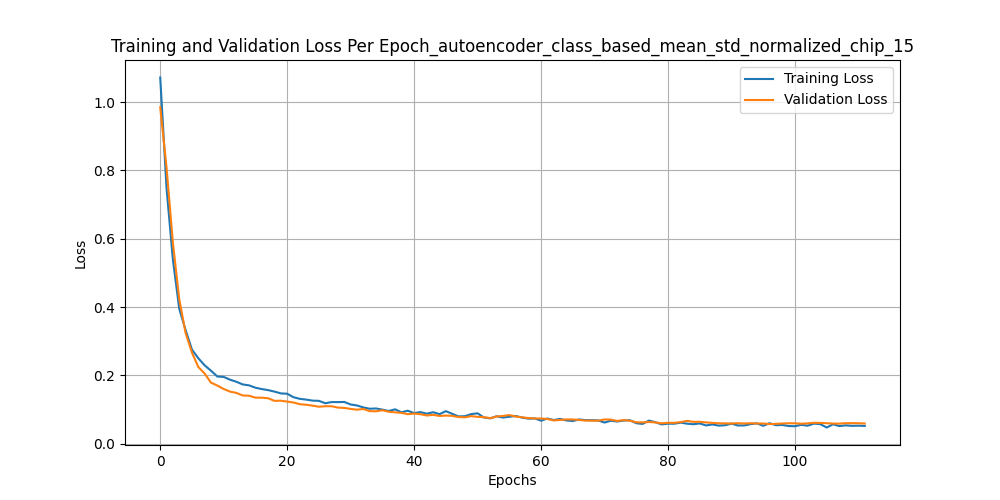 Training and Validation Loss Per Epoch_autoencoder_class_based_mean_std_normalized_chip_15
Training Loss
Validation Loss
1.0
0.8
0.6
0.4
0.2
0.0
Loss
0 20 40 60 80 100
Epochs